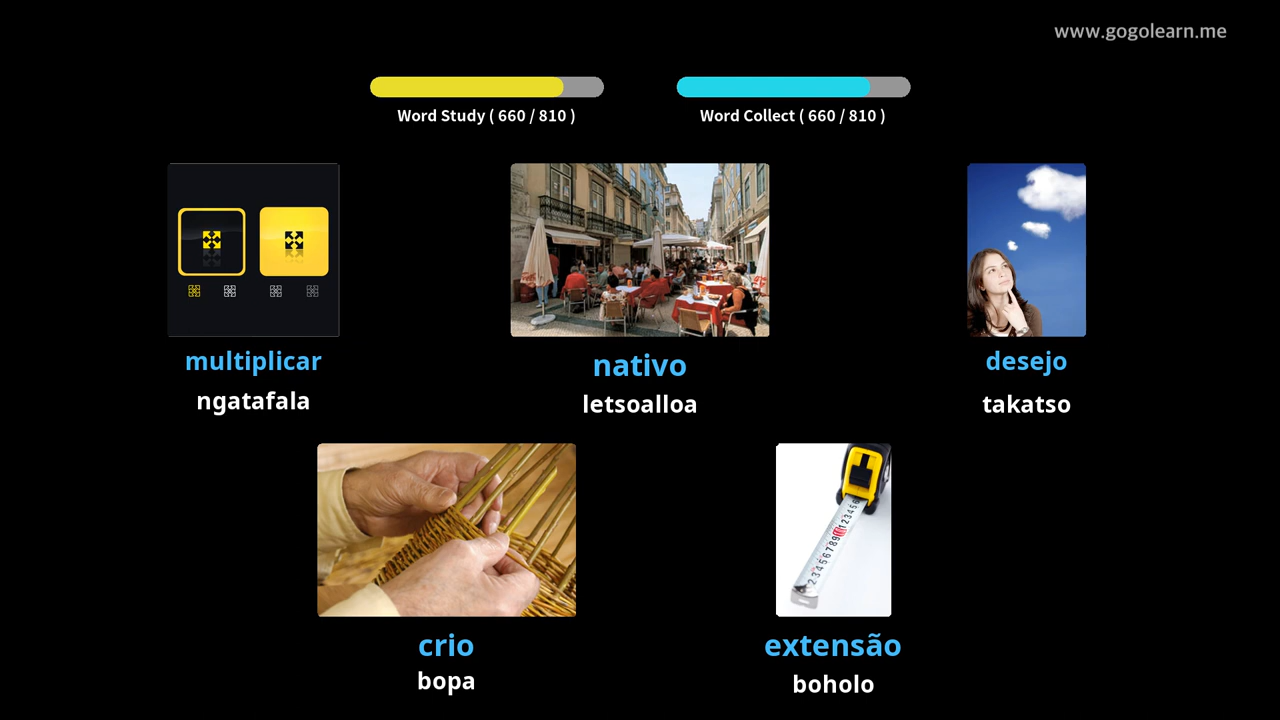 www.gogolearn.me
Word Study ( 660 / 810 )
Word Collect ( 660 / 810 )
multiplicar
nativo
desejo
ngatafala
letsoalloa
takatso
crio
extensão
bopa
boholo